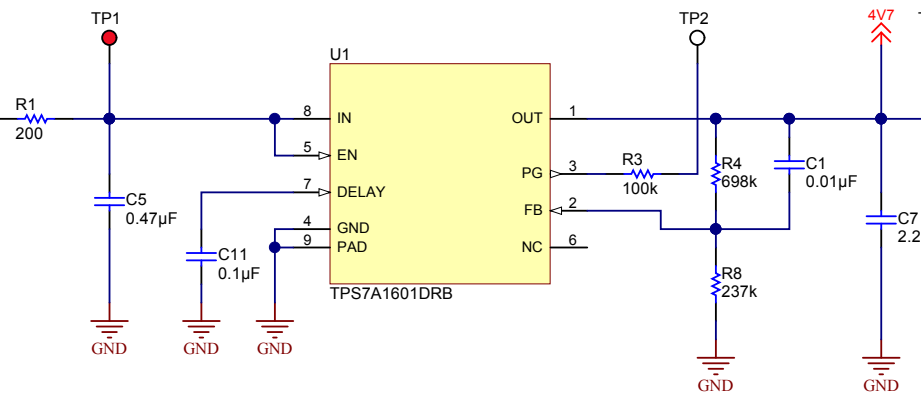 TP1
TP2
4V7
U1
R1
200
8
IN
OUT
1
5
EN
PG
3
R3
100k
R4
698k
C1
0.01µF
7
DELAY
FB
2
C5
0.47µF
4
GND
9
PAD
NC
6
C7
2.2
C11
0.1µF
R8
237k
TPS7A1601DRB
GND
GND
GND
GND
GND